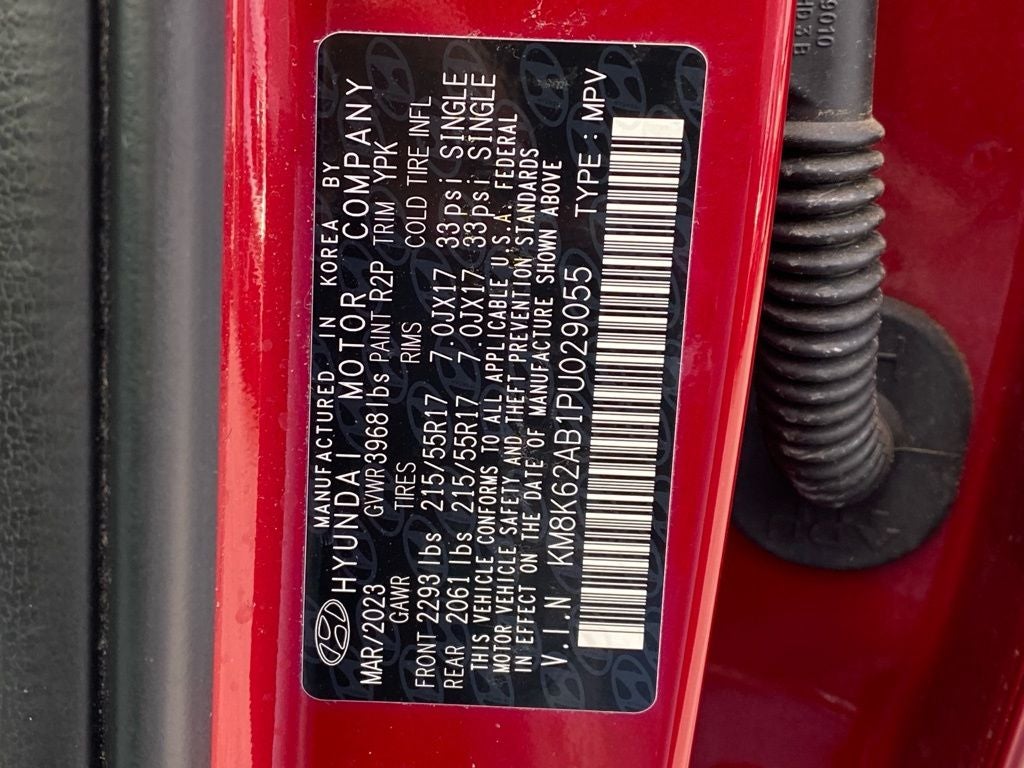 MANUFACTURED IN KOREA BY
HYUNDAI MOTOR COMPANY
MAR/2023 GVWR 3968 lbs PAINT R2P TRIM YPK
GAWR TIRES RIMS COLD TIRE INFL
FRONT 2293 lbs 215/55R17 7.0JX17 33psi SINGLE
REAR 2061 lbs 215/55R17 7.0JX17 33psi SINGLE
THIS VEHICLE CONFORMS TO ALL APPLICABLE U.S.A. FEDERAL
MOTOR VEHICLE SAFETY AND THEFT PREVENTION STANDARDS
IN EFFECT ON THE DATE OF MANUFACTURE SHOWN ABOVE
V.I.N KM8K62AB1PU029055 TYPE : MPV